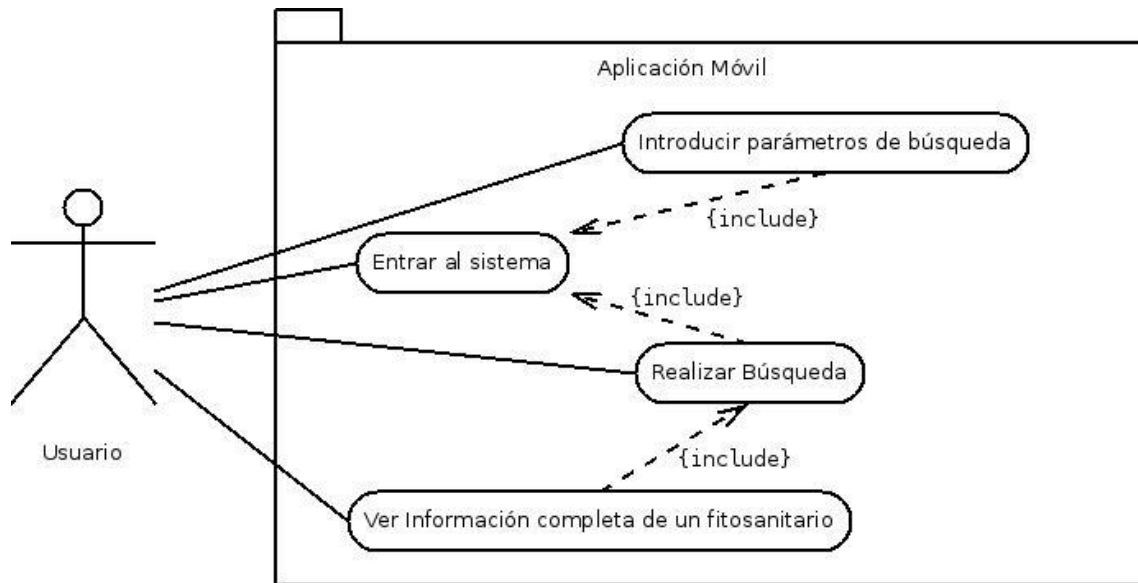 Aplicación Móvil
Introducir parámetros de búsqueda
{include}
Entrar al sistema
{include}
Realizar Búsqueda
Usuario
{include}
Ver Información completa de un fitosanitario